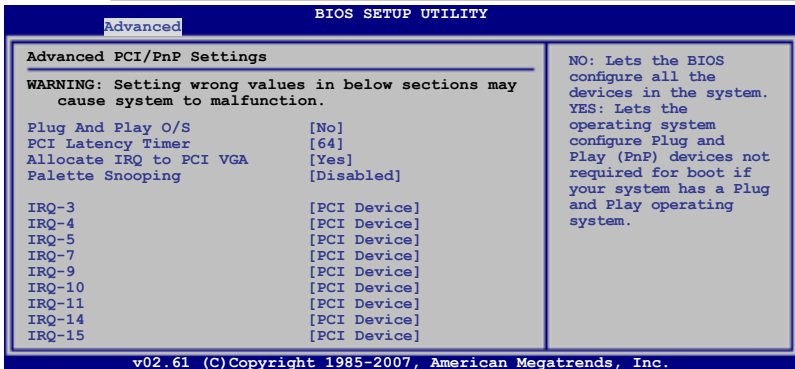 BIOS SETUP UTILITY
Advanced
Advanced PCI/PnP Settings
WARNING: Setting wrong values in below sections may
cause system to malfunction.
Plug And Play O/S [No]
PCI Latency Timer [64]
Allocate IRQ to PCI VGA [Yes]
Palette Snooping [Disabled]
IRQ-3 [PCI Device]
IRQ-4 [PCI Device]
IRQ-5 [PCI Device]
IRQ-7 [PCI Device]
IRQ-9 [PCI Device]
IRQ-10 [PCI Device]
IRQ-11 [PCI Device]
IRQ-14 [PCI Device]
IRQ-15 [PCI Device]
NO: Lets the BIOS
configure all the
devices in the system.
YES: Lets the
operating system
configure Plug and
Play (PnP) devices not
required for boot if
your system has a Plug
and Play operating
system.
v02.61 (C)Copyright 1985-2007, American Megatrends, Inc.